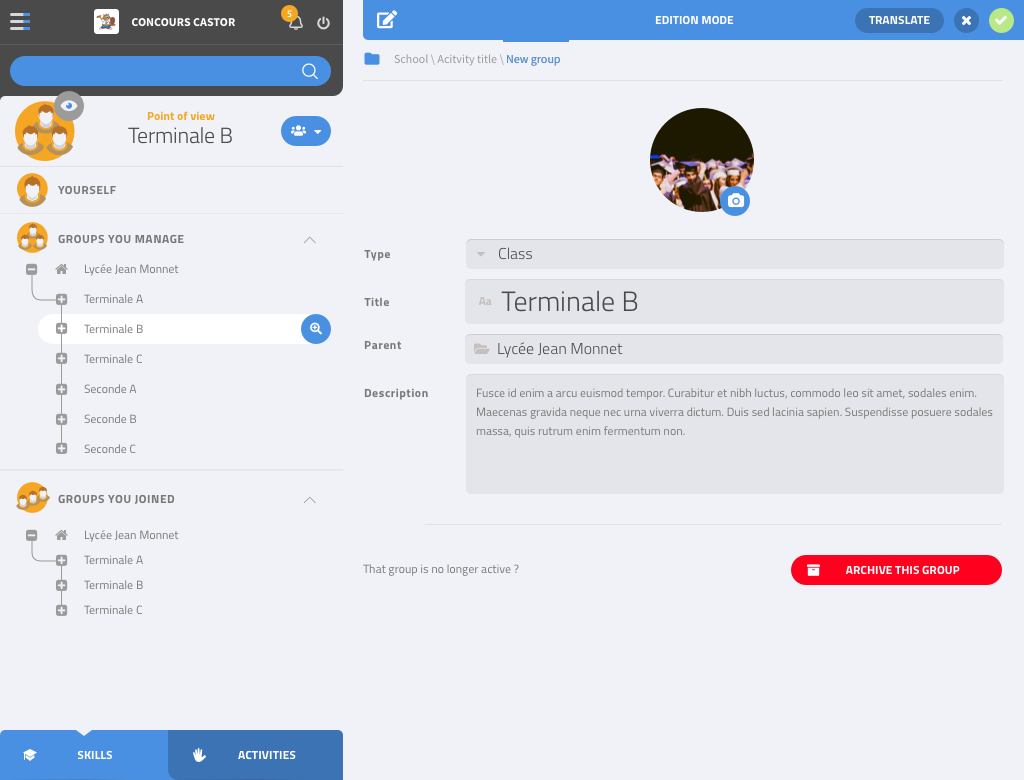 CONCOURS CASTOR
5
Point of view
Terminale B
YOURSELF
GROUPS YOU MANAGE
Lycée Jean Monnet
Terminale A
Terminale B
Terminale C
Seconde A
Seconde B
Seconde C
GROUPS YOU JOINED
Lycée Jean Monnet
Terminale A
Terminale B
Terminale C
SKILLS
ACTIVITIES
EDITION MODE
TRANSLATE
School \ Acitvity title \ New group
Type
Class
Title
Aa Terminale B
Parent
Lycée Jean Monnet
Description
Fusce id enim a arcu euismod tempor. Curabitur et nibh luctus, commodo leo sit amet, sodales enim.
Maecenas gravida neque nec urna viverra dictum. Duis sed lacinia sapien. Suspendisse posuere sodales
massa, quis rutrum enim fermentum non.
That group is no longer active ?
ARCHIVE THIS GROUP